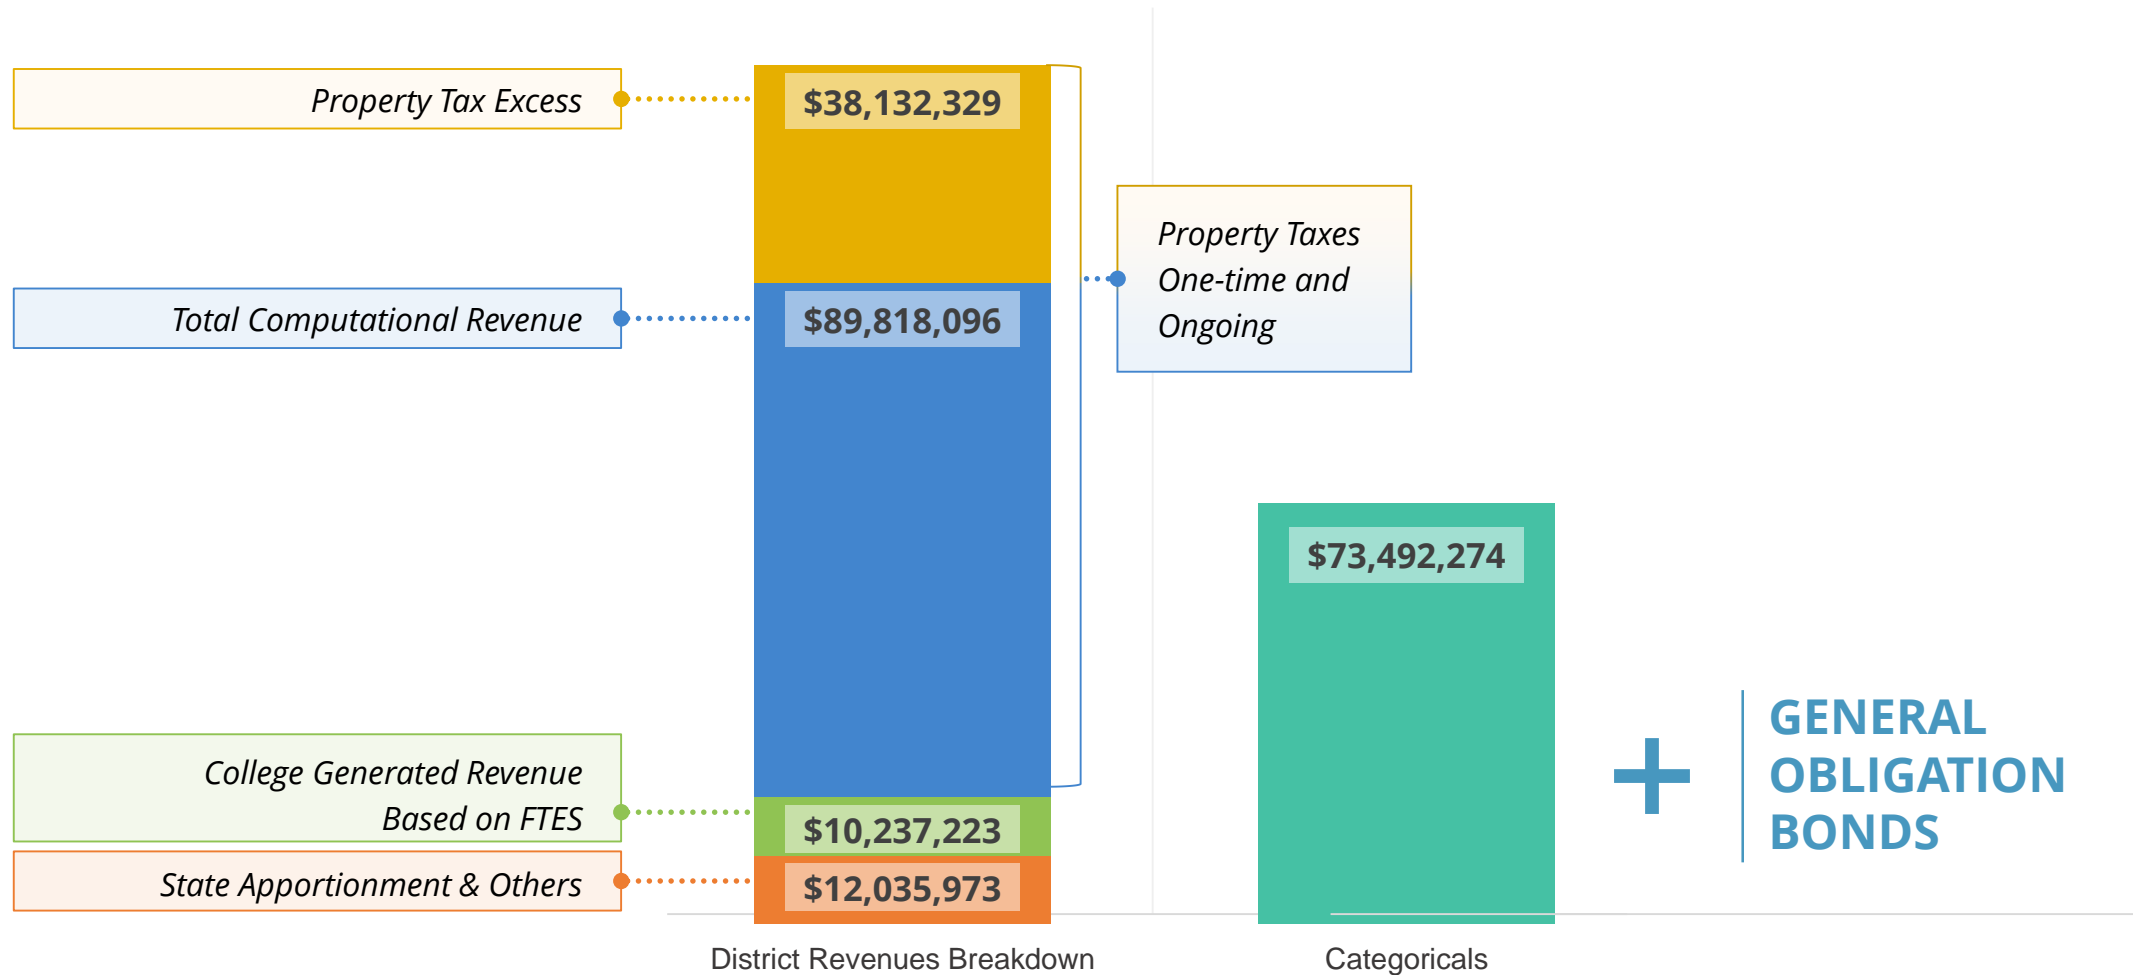 Property Tax Excess
$38,132,329
Property Taxes
One-time and
Ongoing
Total Computational Revenue
$89,818,096
$73,492,274
GENERAL
OBLIGATION
BONDS
+
College Generated Revenue
Based on FTES
$10,237,223
State Apportionment & Others
$12,035,973
District Revenues Breakdown
Categoricals